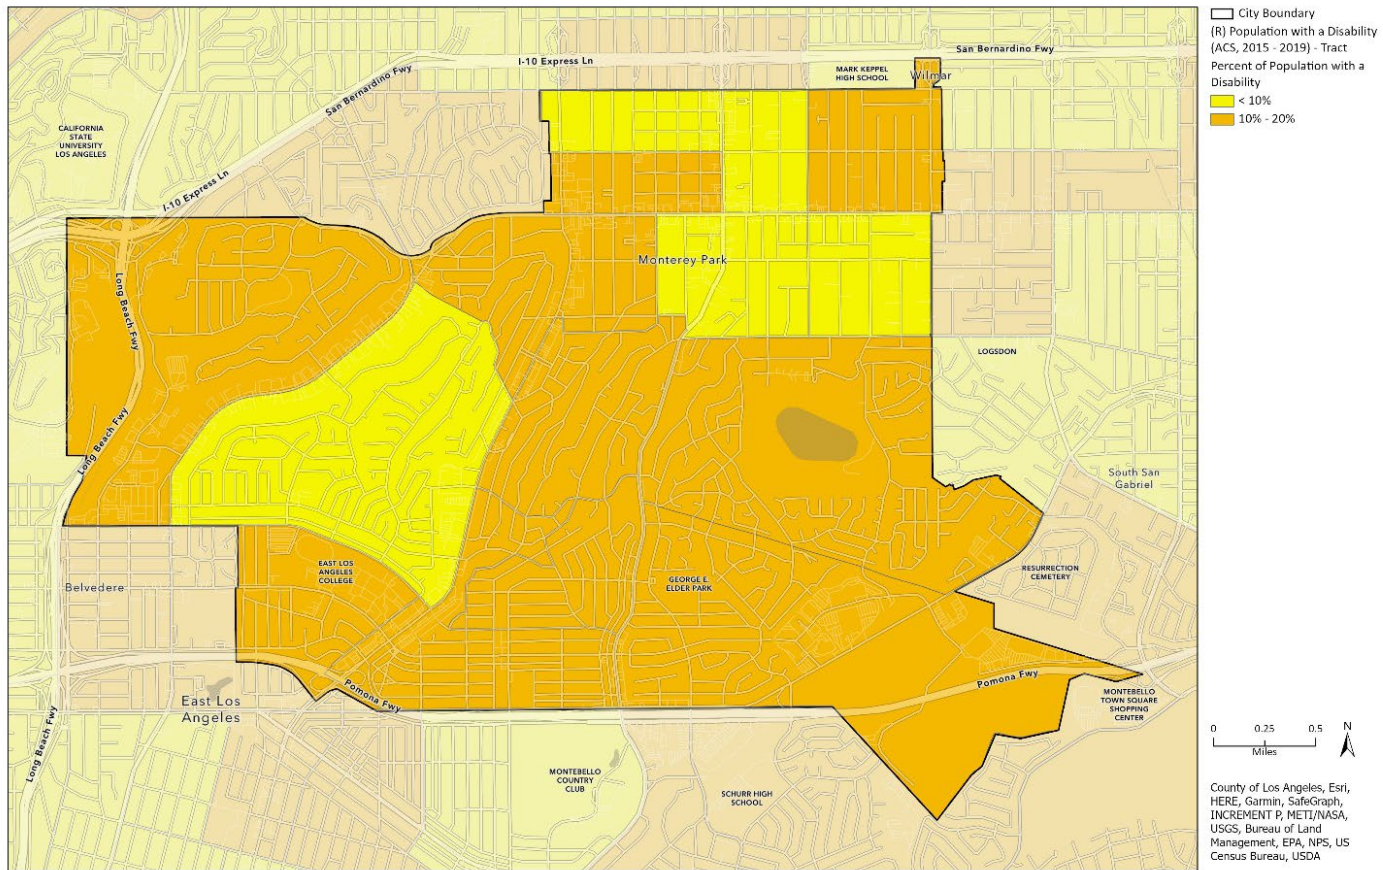 San Bernardino Fwy
I-10 Express Ln
San Bernardino Fwy
MARK KEPPEL
HIGH SCHOOL
Wilmar
CALIFORNIA
STATE
UNIVERSITY
LOS ANGELES
I-10 Express Ln
Monterey Park
Long Beach Fwy
LOGSDON
Long Beach Fwy
South San
Gabriel
EAST LOS
ANGELES
COLLEGE
Belvedere
GEORGE E.
ELDER PARK
RESURRECTION
CEMETERY
Pomona Fwy
Pomona Fwy
East Los
Angeles
MONTEBELLO
TOWN SQUARE
SHOPPING
CENTER
Long Beach Fwy
MONTEBELLO
COUNTRY
CLUB
SCHURR HIGH
SCHOOL
City Boundary
(R) Population with a Disability
(ACS, 2015 - 2019) - Tract
Percent of Population with a
Disability
< 10%
10% - 20%
0 0.25 0.5
Miles
N
County of Los Angeles, Esri,
HERE, Garmin, SafeGraph,
INCREMENT P, METI/NASA,
USGS, Bureau of Land
Management, EPA, NPS, US
Census Bureau, USDA